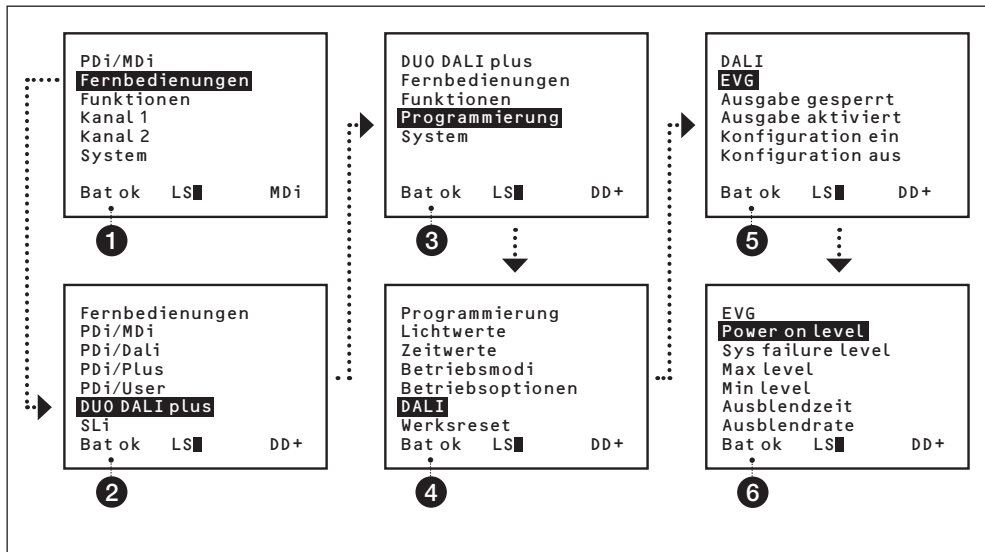 PDi/MDi
Fernbedienungen
Funktionen
Kanal 1
Kanal 2
System
Bat ok LS MDi
1
Fernbedienungen
PDi/MDi
PDi/Dali
PDi/Plus
PDi/User
DUO DALI plus
SLi
Bat ok LS DD+
2
DUO DALI plus
Fernbedienungen
Funktionen
Programmierung
System
Bat ok LS DD+
3
Programmierung
Lichtwerte
Zeitwerte
Betriebsmodi
Betriebsoptionen
DALI
Werksreset
Bat ok LS DD+
4
DALI
EVG
Ausgabe gesperrt
Ausgabe aktiviert
Konfiguration ein
Konfiguration aus
Bat ok LS DD+
5
EVG
Power on level
Sys failure level
Max level
Min level
Ausblendzeit
Ausblendrate
Bat ok LS DD+
6